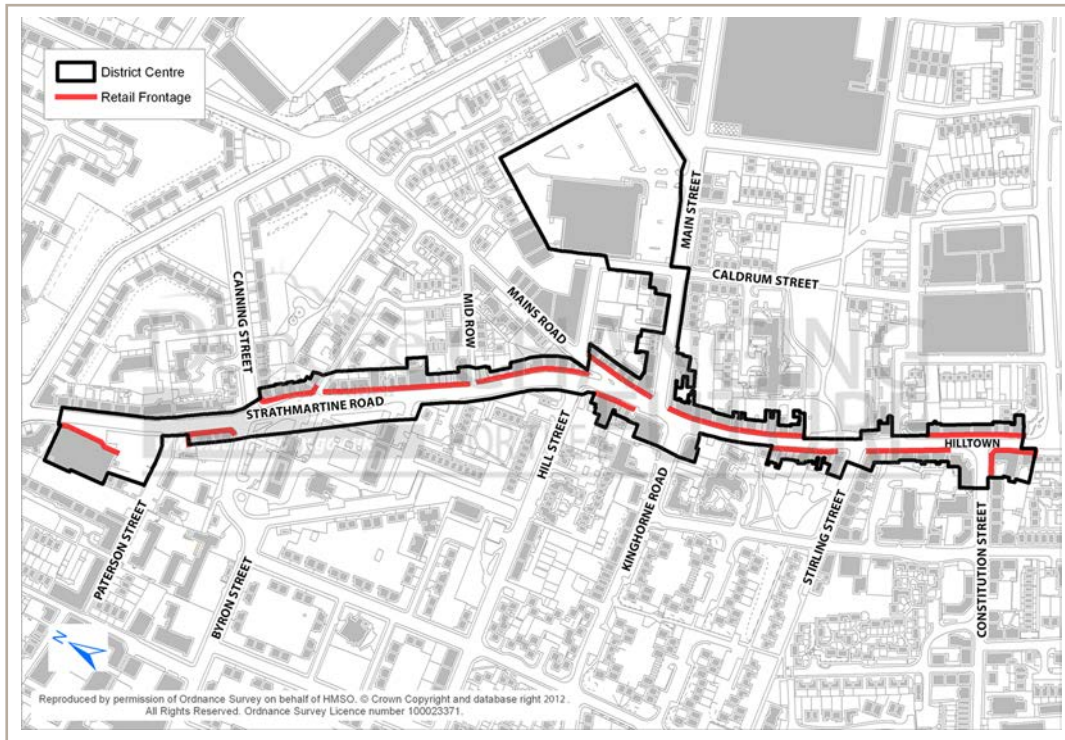 District Centre
Retail Frontage
MAIN STREET
CALDRUM STREET
CANNING STREET
MAINS ROAD
MID ROW
STRATHMARTINE ROAD
HILLTOWN
HILL STREET
KINGHORNE ROAD
STIRLING STREET
CONSTITUTION STREET
PATERSON STREET
BYRON STREET
N
Reproduced by permission of Ordnance Survey on behalf of HMSO. © Crown Copyright and database right 2012.
All Rights Reserved. Ordnance Survey Licence number 100023371.